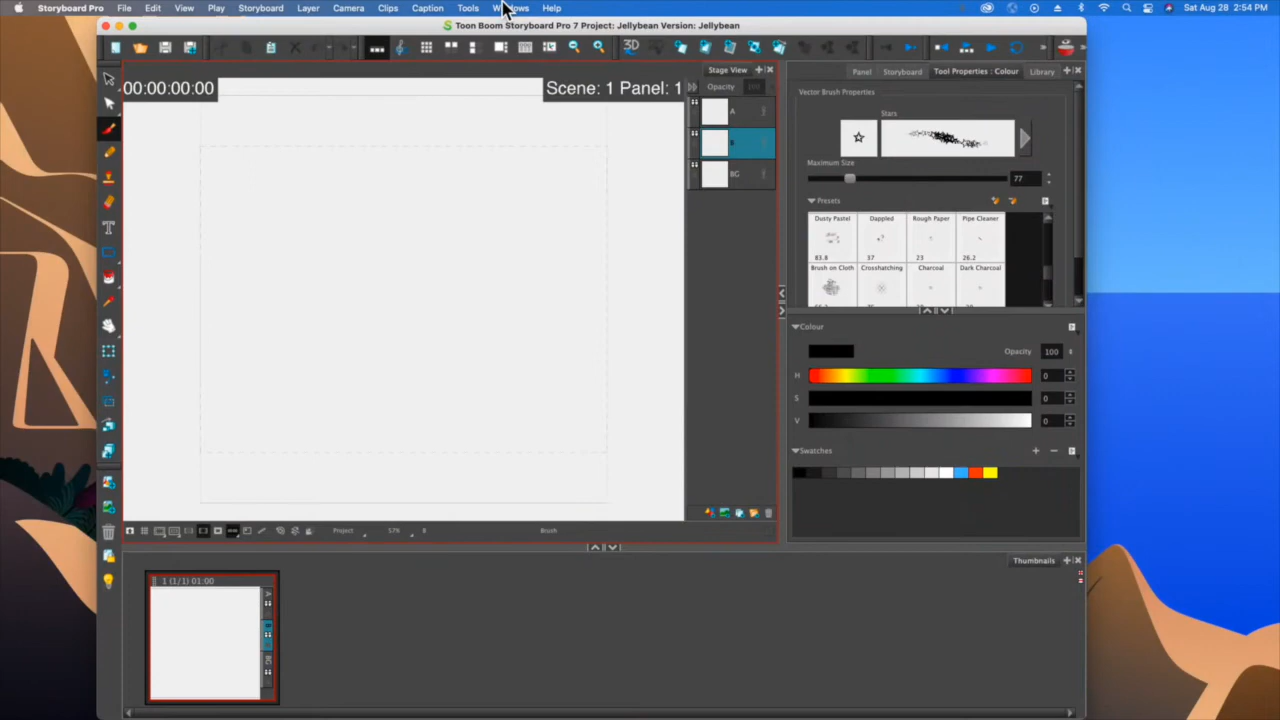 Storyboard Pro File Edit View Play Storyboard Layer Camera Clips Caption Tools Windows Help Sat Aug 28 2:54 PM
Toon Boom Storyboard Pro 7 Project: Jellybean Version: Jellybean
3D
00:00:00:00 Scene: 1 Panel: 1
Stage View
Opacity
A
B
BG
Panel Storyboard Tool Properties : Colour Library
Vector Brush Properties
Stars
Maximum Size
77
Presets
Dusty Pastel Dappled Rough Paper Pipe Cleaner
83.8 37 23 26.2
Brush on Cloth Crosshatching Charcoal Dark Charcoal
Colour
Opacity 100
H 0
S 0
V 0
Swatches
Project 57% B Brush
Thumbnails
1 (1/1) 01:00
A
B
BG